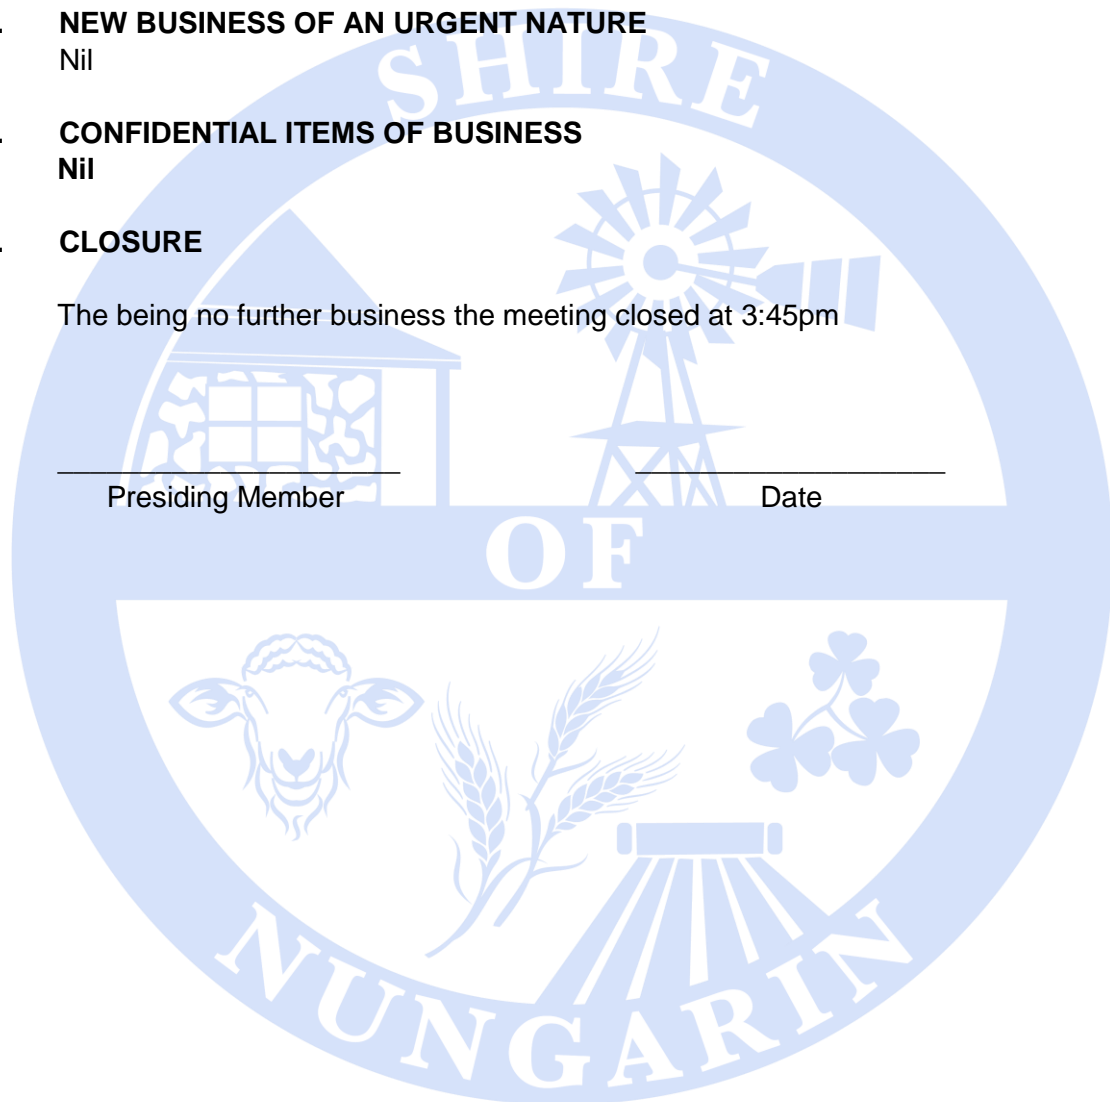 . NEW BUSINESS OF AN URGENT NATURE
Nil
. CONFIDENTIAL ITEMS OF BUSINESS
Nil
. CLOSURE
The being no further business the meeting closed at 3:45pm
Presiding Member Date
SHIRE
OF
NUNGARIN